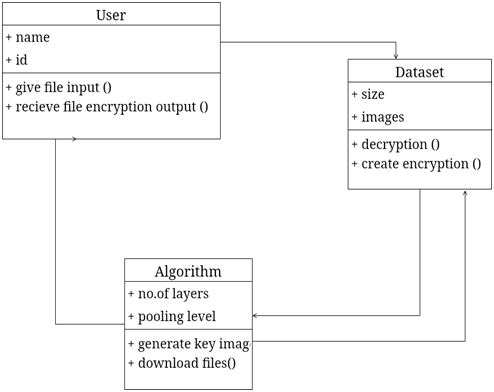 User
+ name
+ id
+ give file input ()
+ recieve file encryption output ()
Dataset
+ size
+ images
+ decryption ()
+ create encryption ()
Algorithm
+ no.of layers
+ pooling level
+ generate key imag
+ download files()